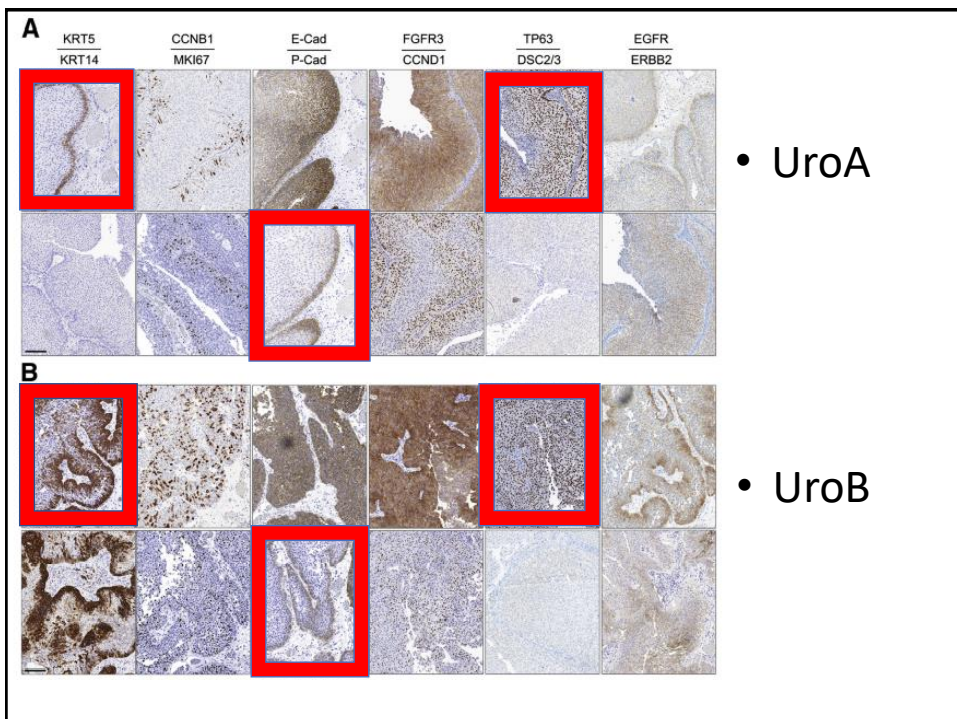 A
KRT5 CCNB1 E-Cad FGFR3 TP63 EGFR
KRT14 MKI67 P-Cad CCND1 DSC2/3 ERBB2
• UroA
B
• UroB